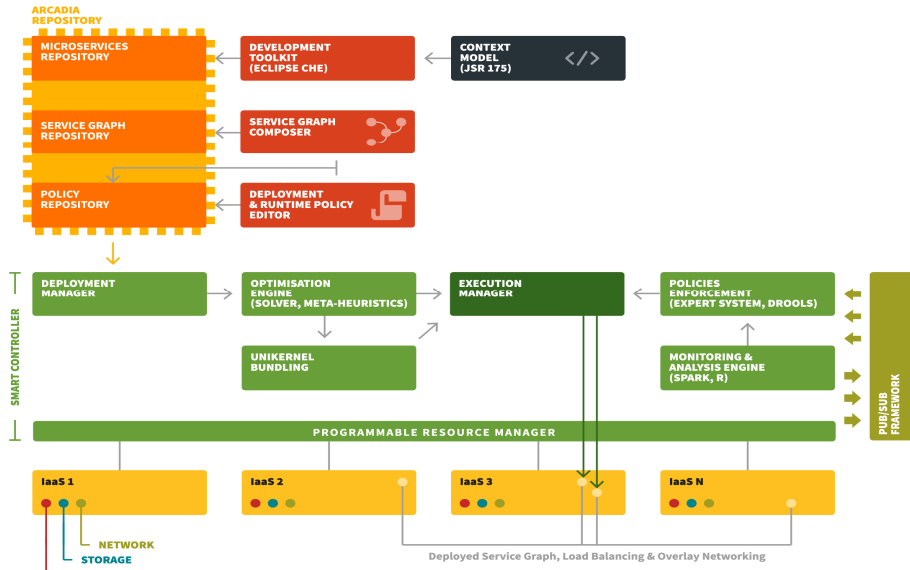 ARCADIA
REPOSITORY
MICROSERVICES
REPOSITORY
DEVELOPMENT
TOOLKIT
(ECLIPSE CHE)
CONTEXT
MODEL
(JSR 175)
</>
SERVICE GRAPH
REPOSITORY
SERVICE GRAPH
COMPOSER
POLICY
REPOSITORY
DEPLOYMENT
& RUNTIME POLICY
EDITOR
SMART CONTROLLER
DEPLOYMENT
MANAGER
OPTIMISATION
ENGINE
(SOLVER, META-HEURISTICS)
EXECUTION
MANAGER
POLICIES
ENFORCEMENT
(EXPERT SYSTEM, DROOLS)
UNIKERNEL
BUNDLING
MONITORING &
ANALYSIS ENGINE
(SPARK, R)
PUB/SUB
FRAMEWORK
PROGRAMMABLE RESOURCE MANAGER
IaaS 1
IaaS 2
IaaS 3
IaaS N
NETWORK
STORAGE
Deployed Service Graph, Load Balancing & Overlay Networking